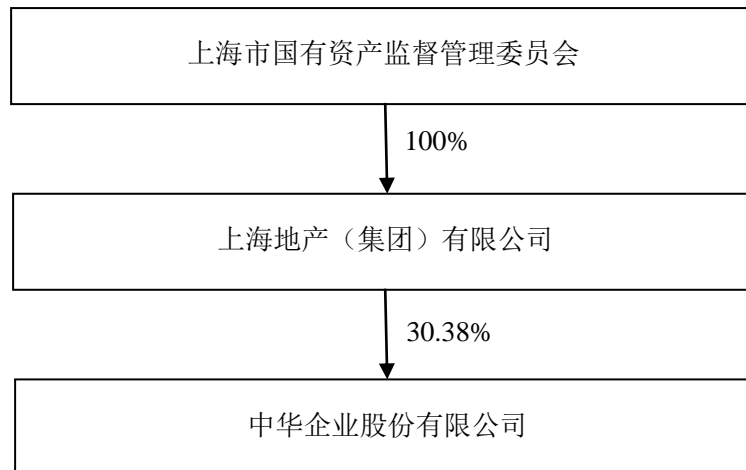 上海市国有资产监督管理委员会
100%
上海地产（集团）有限公司
30.38%
中华企业股份有限公司